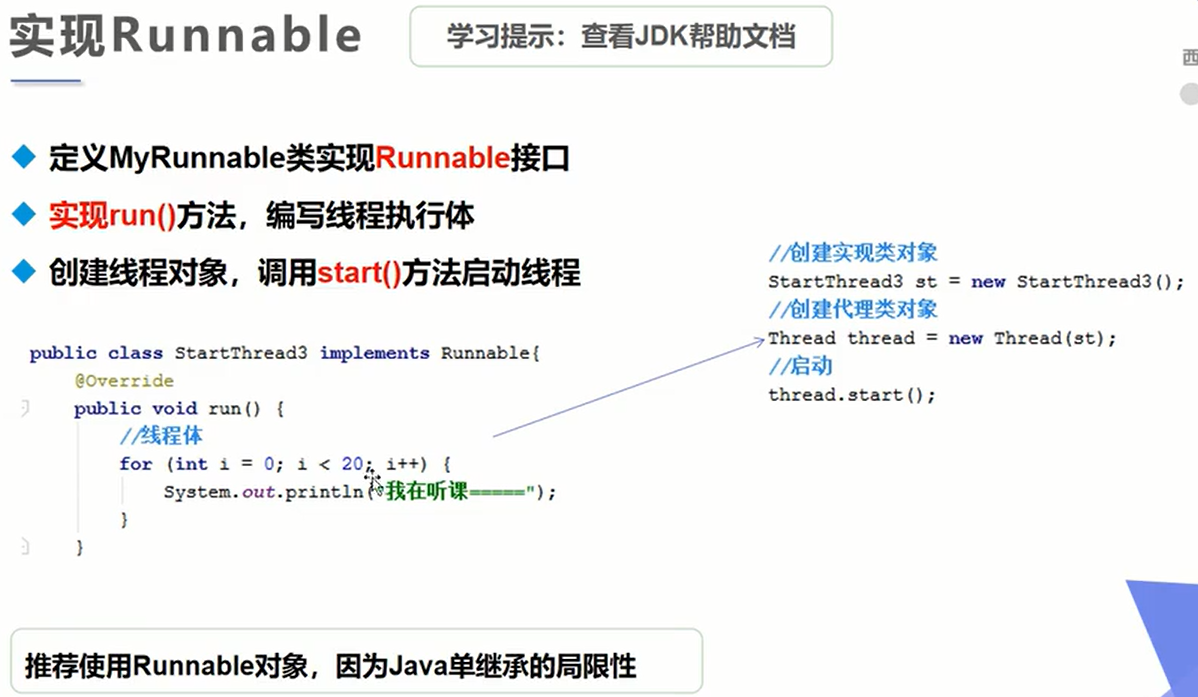 实现Runnable
学习提示：查看JDK帮助文档
西
定义MyRunnable类实现Runnable接口
实现run()方法，编写线程执行体
创建线程对象，调用start()方法启动线程
public class StartThread3 implements Runnable{
@Override
public void run() {
//线程体
for (int i = 0; i < 20; i++) {
System.out.println("我在听课=====");
}
}
//创建实现类对象
StartThread3 st = new StartThread3();
//创建代理类对象
Thread thread = new Thread(st);
//启动
thread.start();
推荐使用Runnable对象，因为Java单继承的局限性